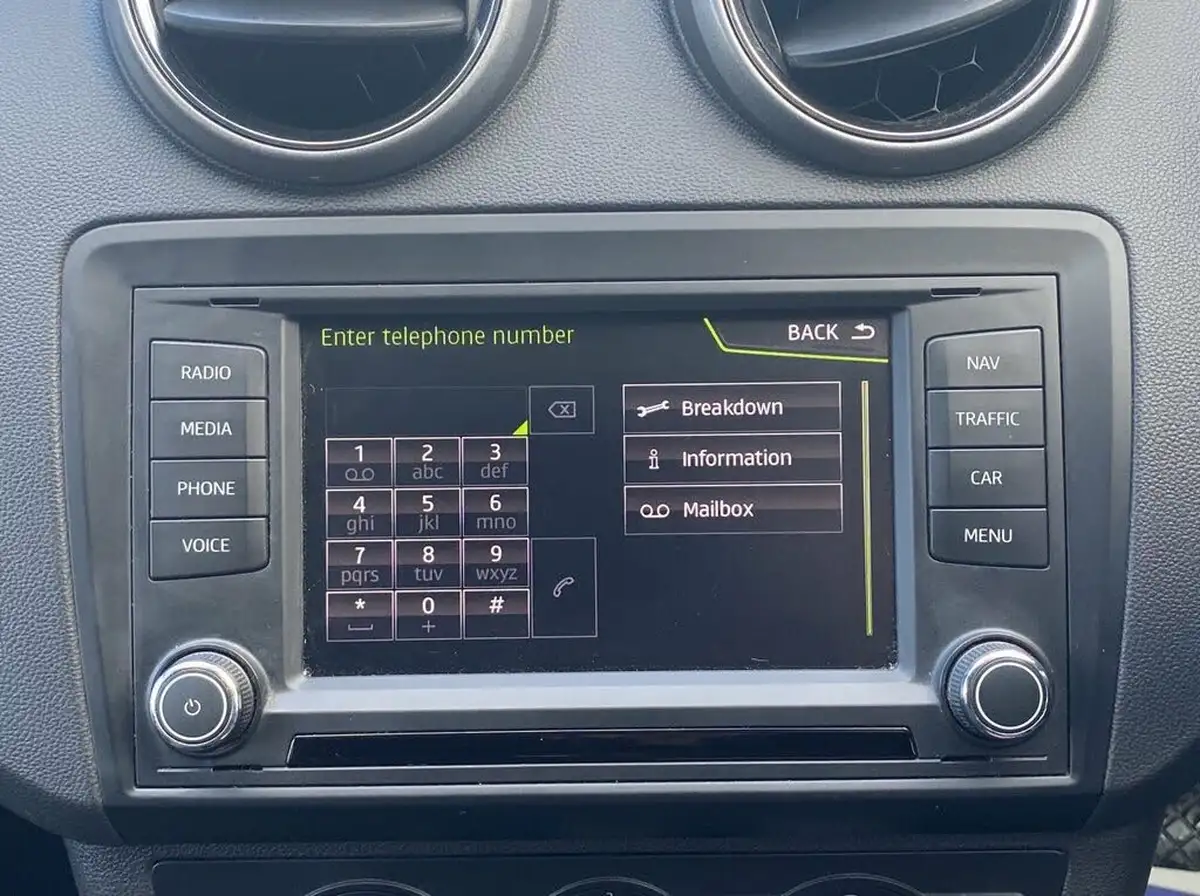 Enter telephone number
BACK
RADIO
MEDIA
PHONE
VOICE
1
2 abc
3 def
4 ghi
5 jkl
6 mno
7 pqrs
8 tuv
9 wxyz
*
0 +
#
Breakdown
Information
Mailbox
NAV
TRAFFIC
CAR
MENU